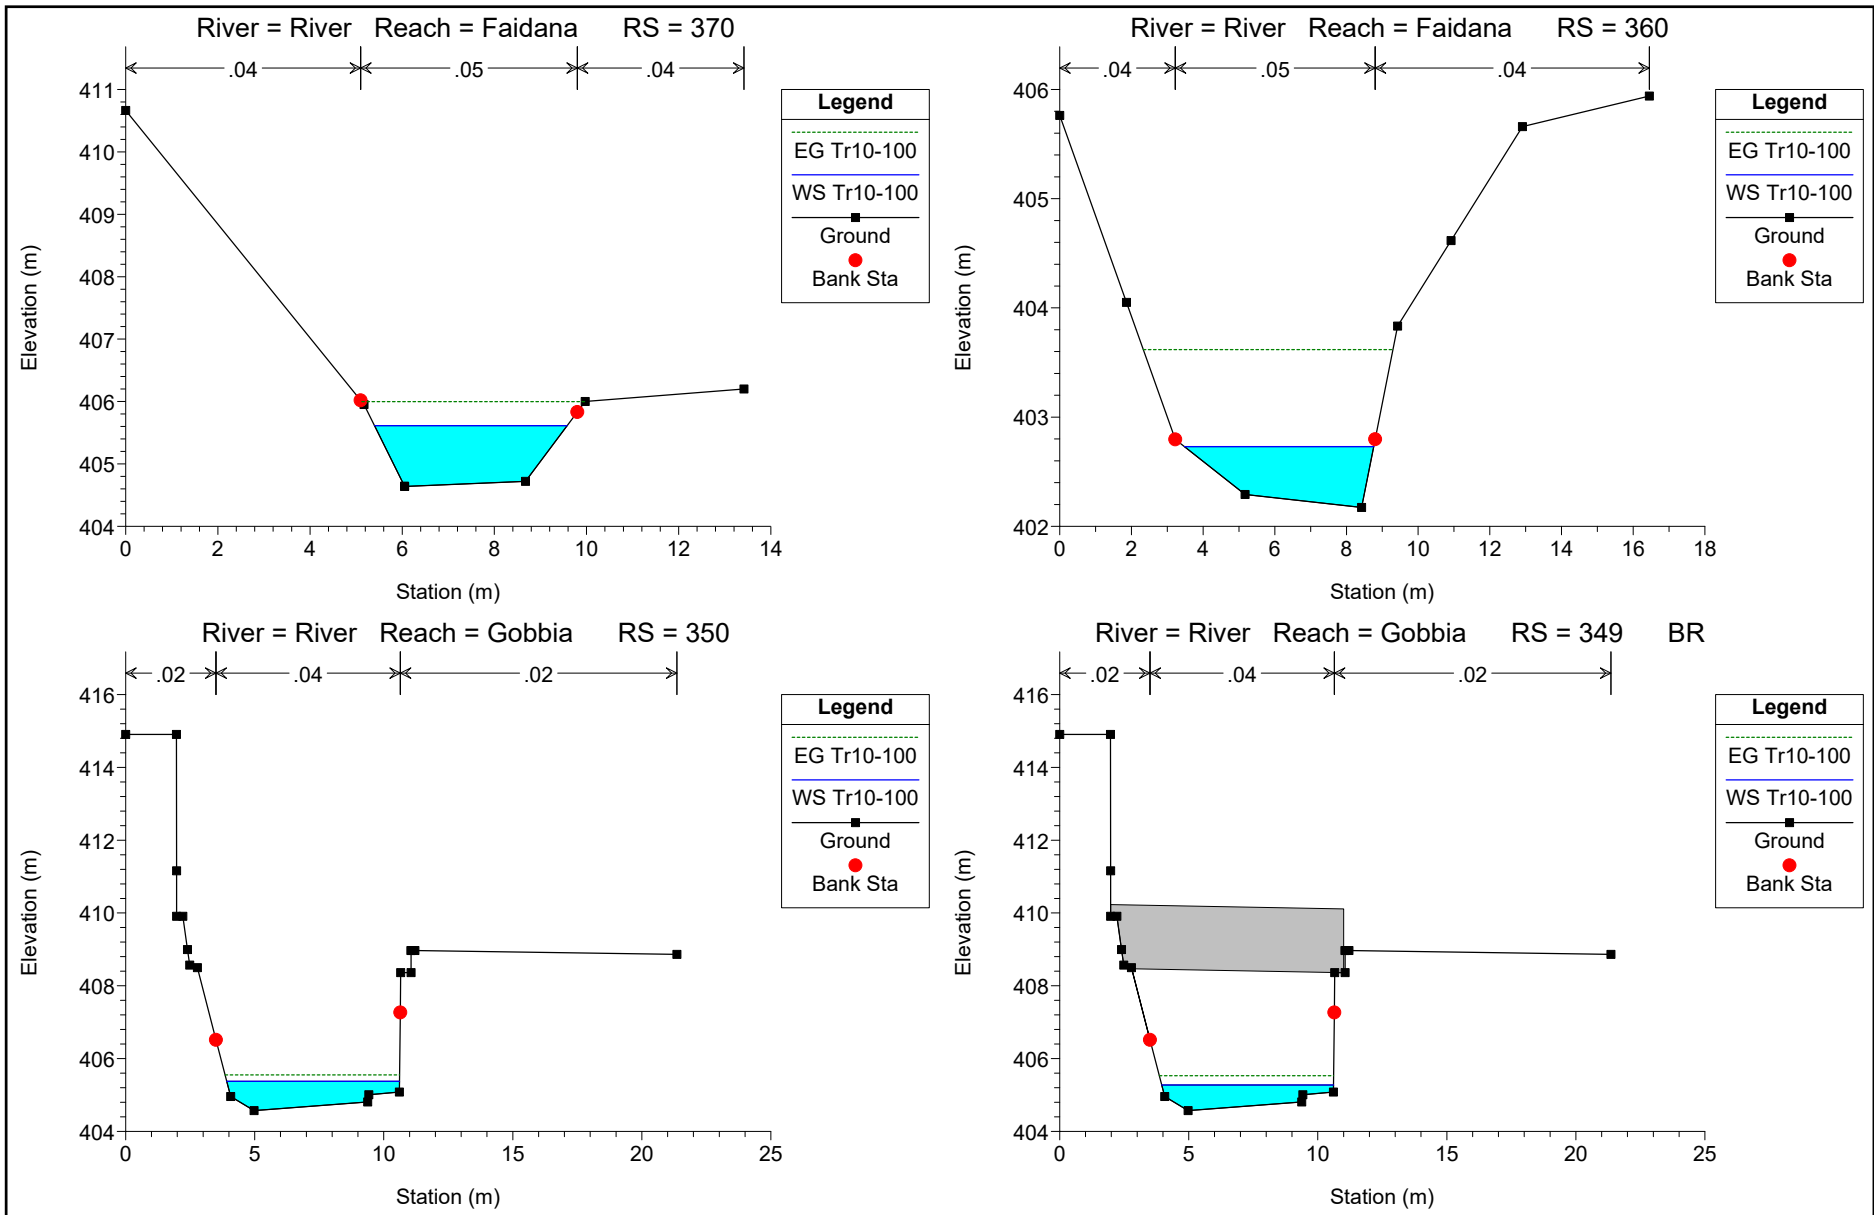 River = River Reach = Faidana RS = 370
.04 .05 .04
Elevation (m)
411
410
409
408
407
406
405
404
0 2 4 6 8 10 12 14
Station (m)
Legend
EG Tr10-100
WS Tr10-100
Ground
Bank Sta
River = River Reach = Faidana RS = 360
.04 .05 .04
Elevation (m)
406
405
404
403
402
0 2 4 6 8 10 12 14 16 18
Station (m)
Legend
EG Tr10-100
WS Tr10-100
Ground
Bank Sta
River = River Reach = Gobbia RS = 350
.02 .04 .02
Elevation (m)
416
414
412
410
408
406
404
0 5 10 15 20 25
Station (m)
Legend
EG Tr10-100
WS Tr10-100
Ground
Bank Sta
River = River Reach = Gobbia RS = 349 BR
.02 .04 .02
Elevation (m)
416
414
412
410
408
406
404
0 5 10 15 20 25
Station (m)
Legend
EG Tr10-100
WS Tr10-100
Ground
Bank Sta